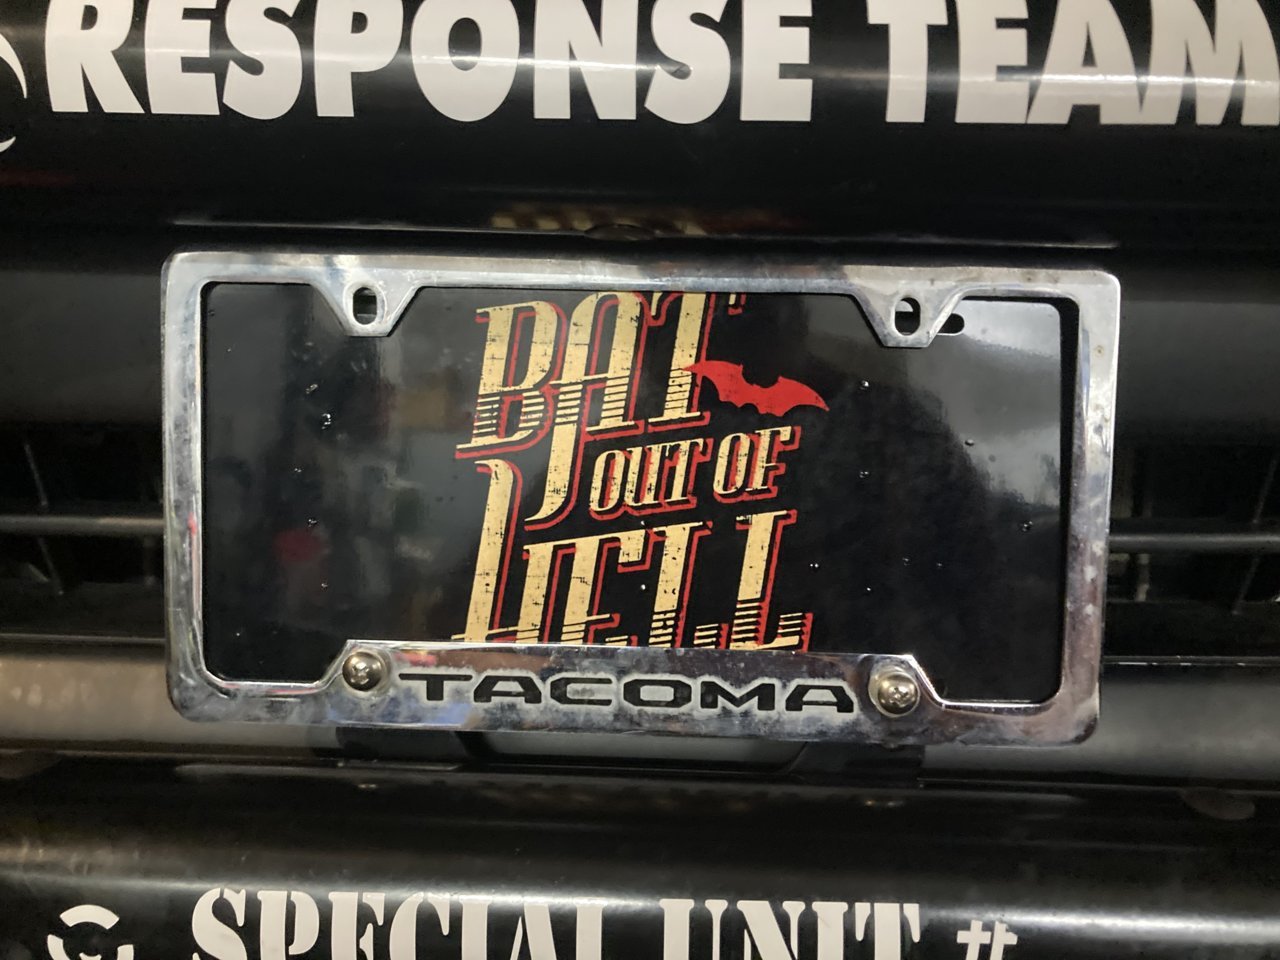 RESPONSE TEAM
BAT
OUT OF
HELL
TACOMA
SPECIAL UNIT #